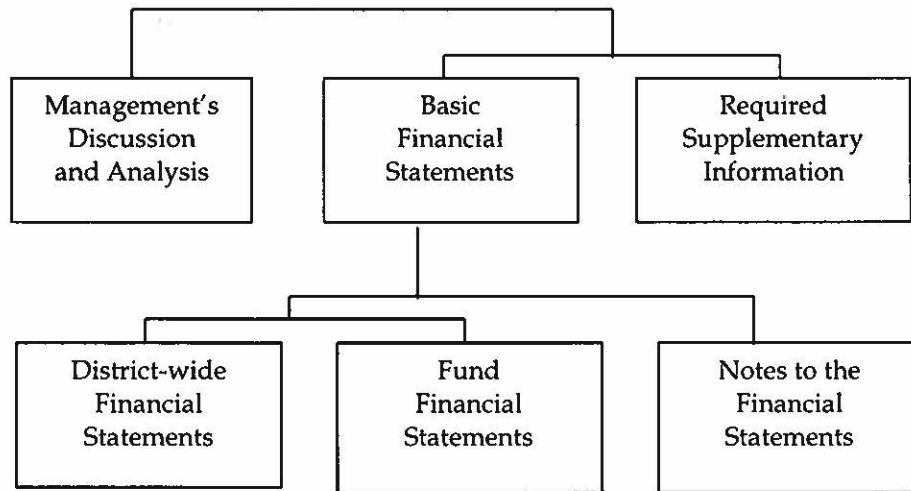 Management's
Discussion
and Analysis
Basic
Financial
Statements
Required
Supplementary
Information
District-wide
Financial
Statements
Fund
Financial
Statements
Notes to the
Financial
Statements